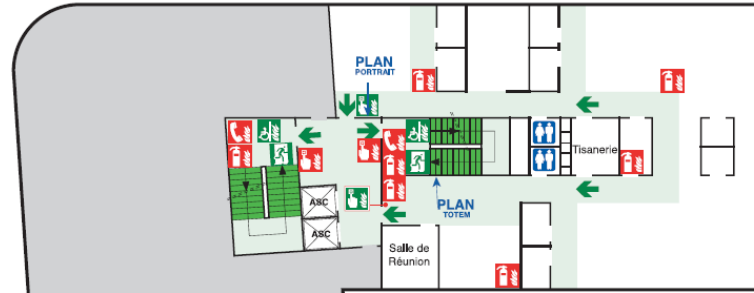 PLAN
PORTRAIT
Tisanerie
ASC
PLAN
TOTEM
ASC
Salle de
Réunion